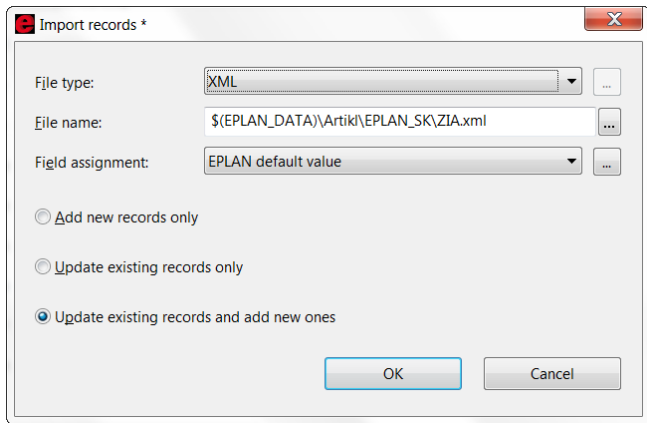 e Import records *
File type: XML ...
File name: $(EPLAN_DATA)\Artikl\EPLAN_SK\ZIA.xml ...
Field assignment: EPLAN default value ...
Add new records only
Update existing records only
Update existing records and add new ones
OK Cancel